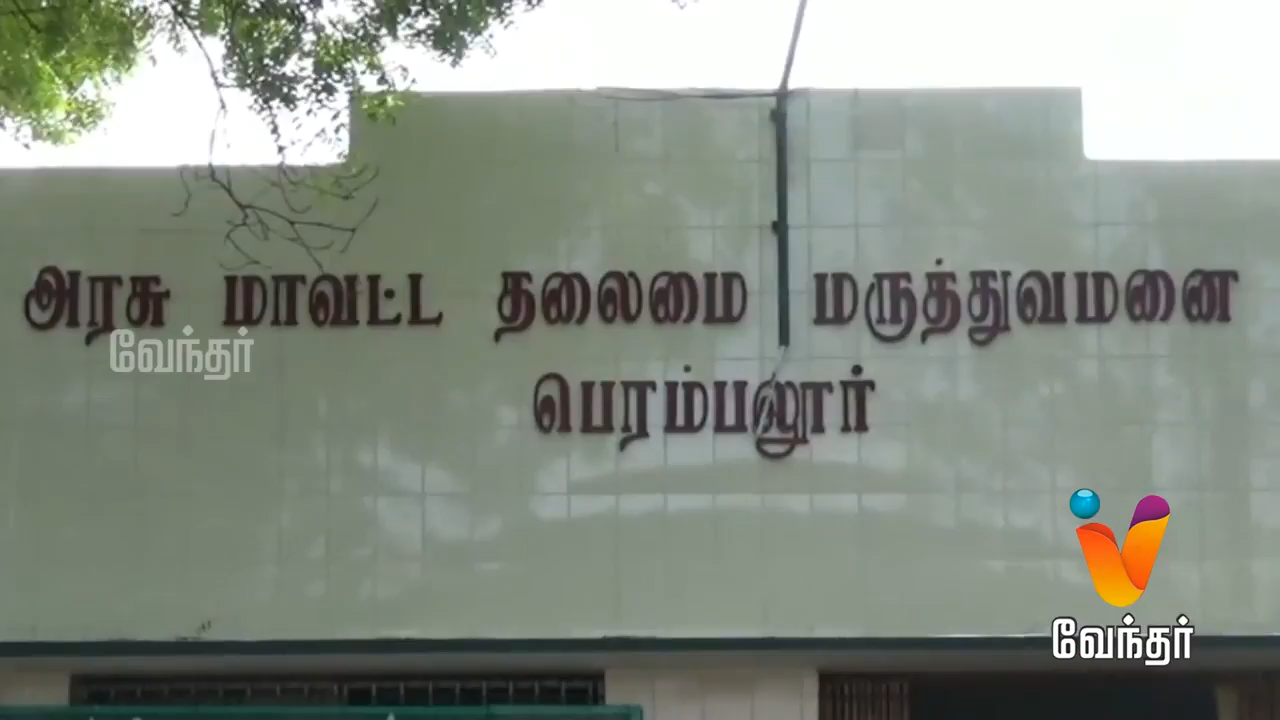 அரசு மாவட்ட தலைமை மருத்துவமனை
வேந்தர்
பெரம்பலூர்
வேந்தர்